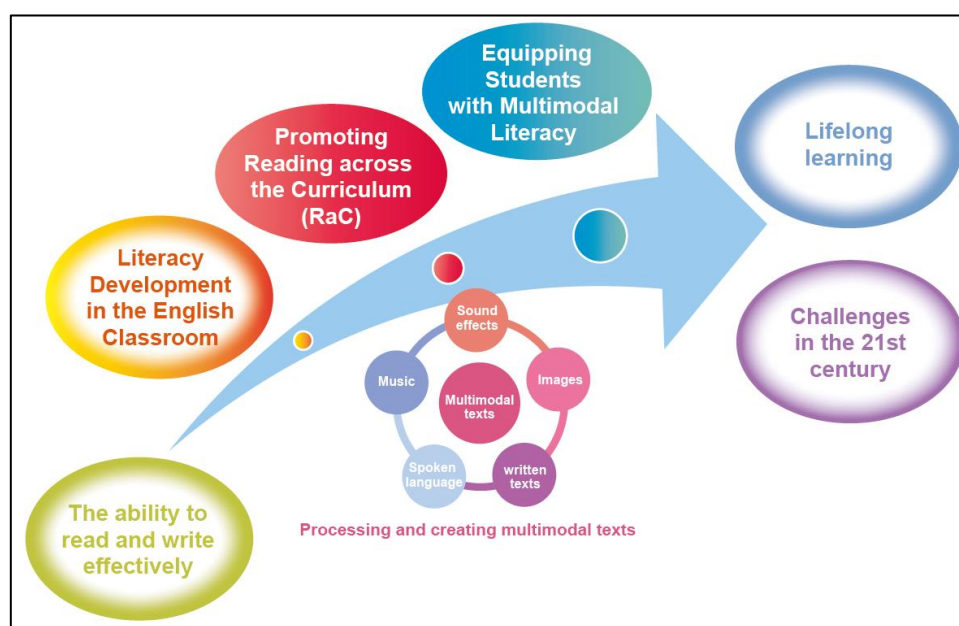 Equipping
Students
with Multimodal
Literacy
Promoting
Reading across
the Curriculum
(RaC)
Literacy
Development
in the English
Classroom
The ability to
read and write
effectively
Lifelong
learning
Challenges
in the 21st
century
Sound
effects
Music
Images
Multimodal
texts
Spoken
language
written
texts
Processing and creating multimodal texts